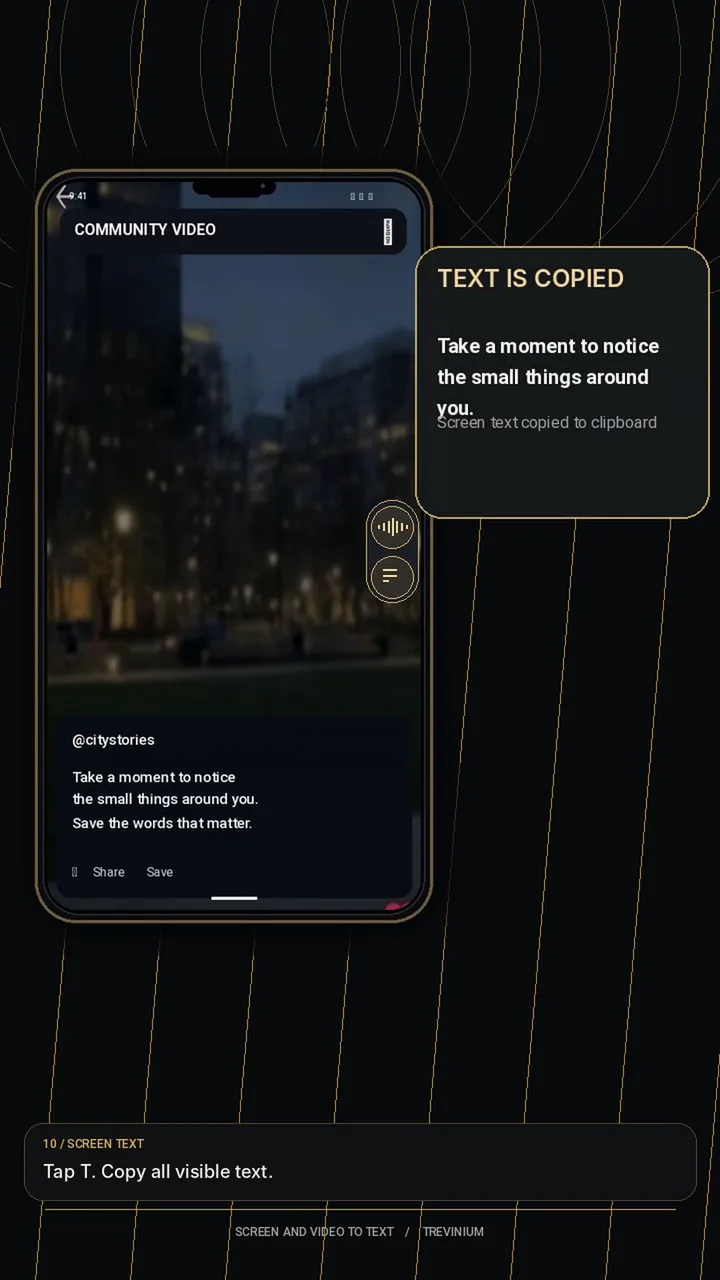 9:41
COMMUNITY VIDEO
TEXT IS COPIED
Take a moment to notice
the small things around
you.
Screen text copied to clipboard
@citystories
Take a moment to notice
the small things around you.
Save the words that matter.
Share Save
10 / SCREEN TEXT
Tap T. Copy all visible text.
SCREEN AND VIDEO TO TEXT / TREVINIUM